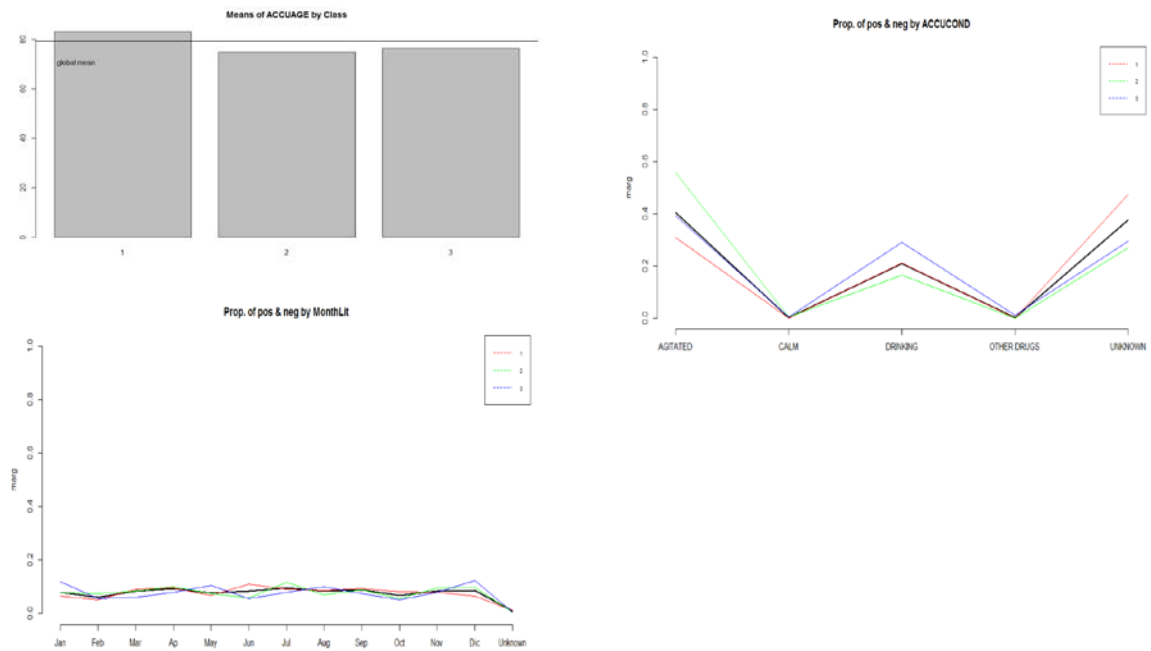 Means of ACCUAGE by Class
80
60
40
20
0
global mean
1 2 3
Prop. of pos & neg by ACCUCOND
1.0
0.8
0.6
0.4
0.2
0.0
marg
1
2
3
AGITATED CALM DRINKING OTHER DRUGS UNKNOWN
Prop. of pos & neg by MonthLit
1.0
0.8
0.6
0.4
0.2
0.0
marg
1
2
3
Jan Feb Mar Ap May Jun Jul Aug Sep Oct Nov Dic Unknown